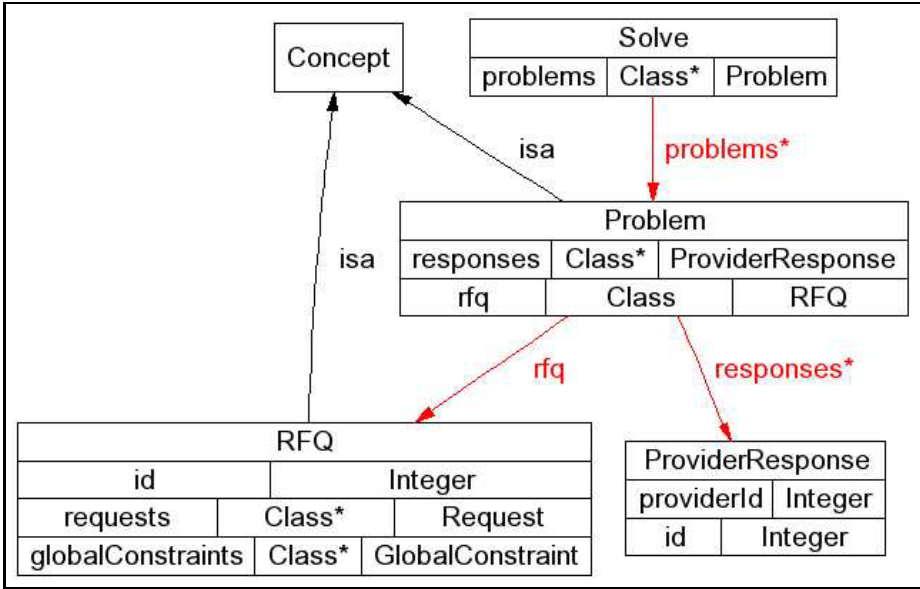 Solve
Concept
problems Class* Problem
isa
problems*
Problem
isa
responses Class* ProviderResponse
rfq Class RFQ
rfq
responses*
RFQ
ProviderResponse
id Integer
providerId Integer
requests Class* Request
id Integer
globalConstraints Class* GlobalConstraint